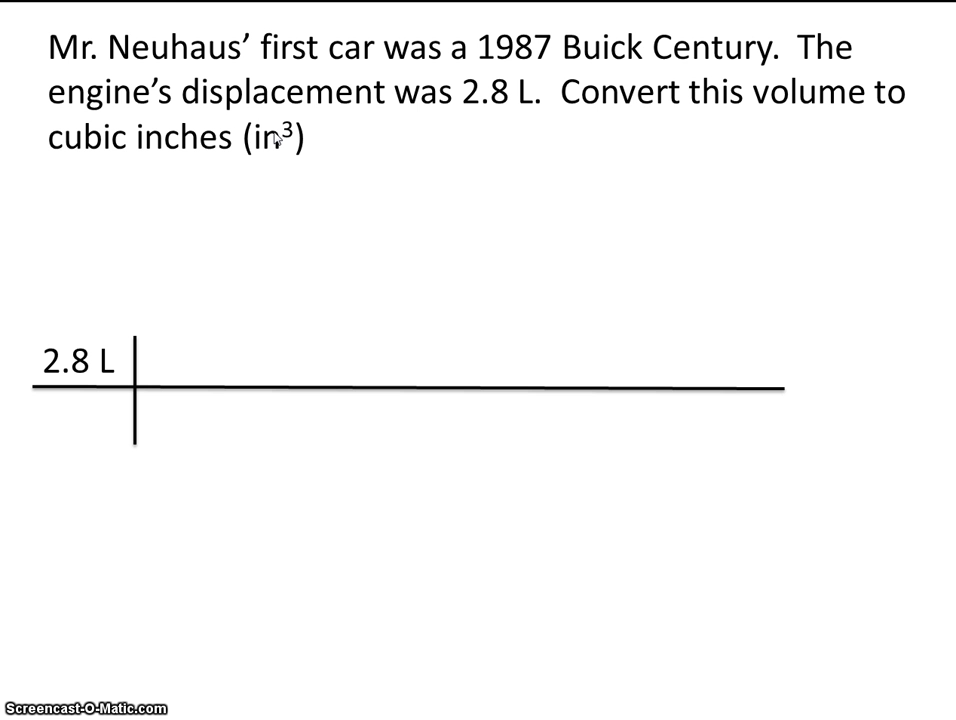 Mr. Neuhaus’ first car was a 1987 Buick Century.  The
engine’s displacement was 2.8 L.  Convert this volume to
cubic inches (in³)
2.8 L
Screencast-O-Matic.com